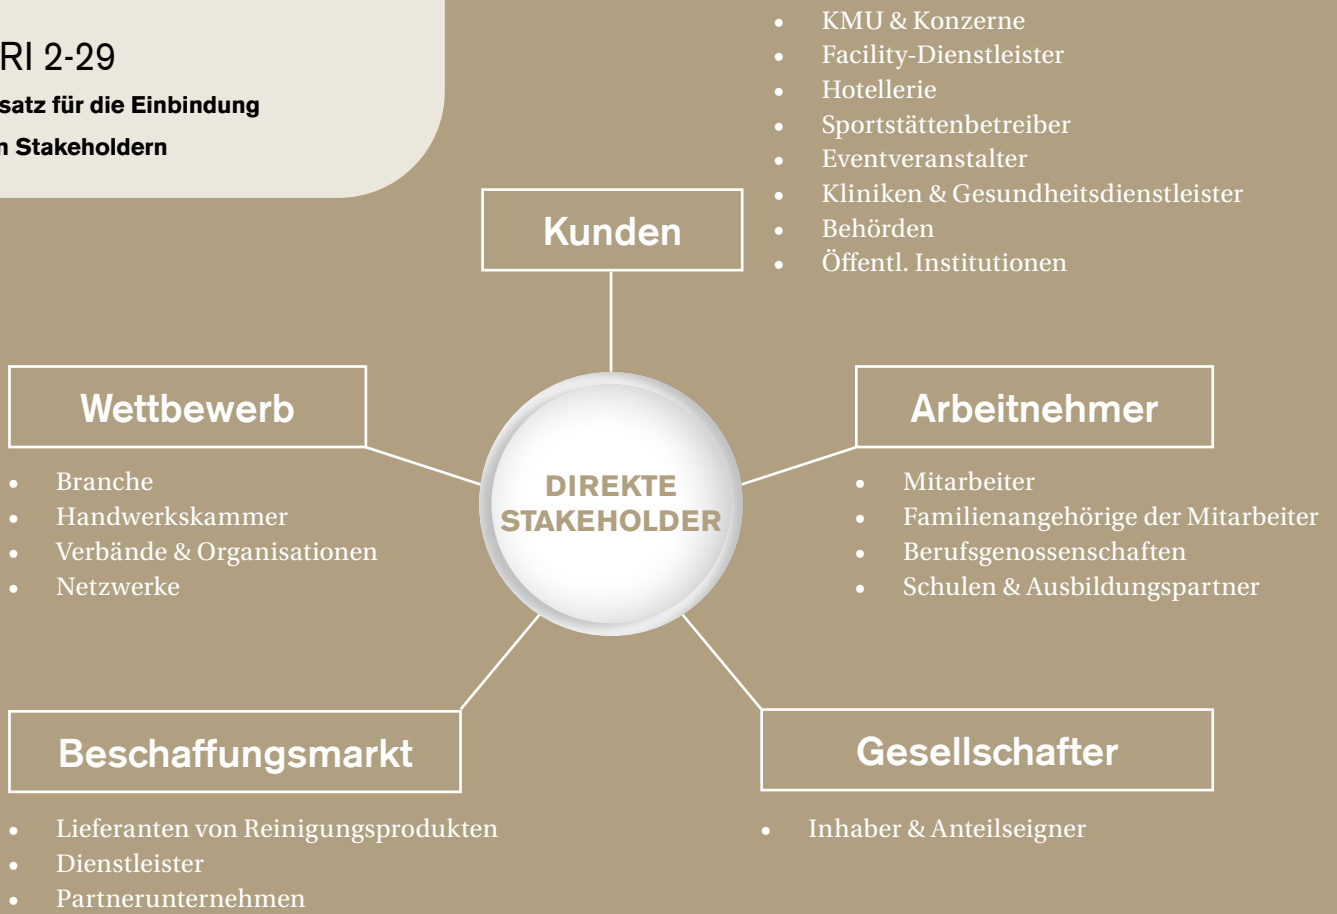 RI 2-29
satz für die Einbindung
n Stakeholdern
• KMU & Konzerne
• Facility-Dienstleister
• Hotellerie
• Sportstättenbetreiber
• Eventveranstalter
• Kliniken & Gesundheitsdienstleister
• Behörden
• Öffentl. Institutionen
Kunden
Wettbewerb
• Branche
• Handwerkskammer
• Verbände & Organisationen
• Netzwerke
DIREKTE
STAKEHOLDER
Arbeitnehmer
• Mitarbeiter
• Familienangehörige der Mitarbeiter
• Berufsgenossenschaften
• Schulen & Ausbildungspartner
Beschaffungsmarkt
• Lieferanten von Reinigungsprodukten
• Dienstleister
• Partnerunternehmen
Gesellschafter
• Inhaber & Anteilseigner